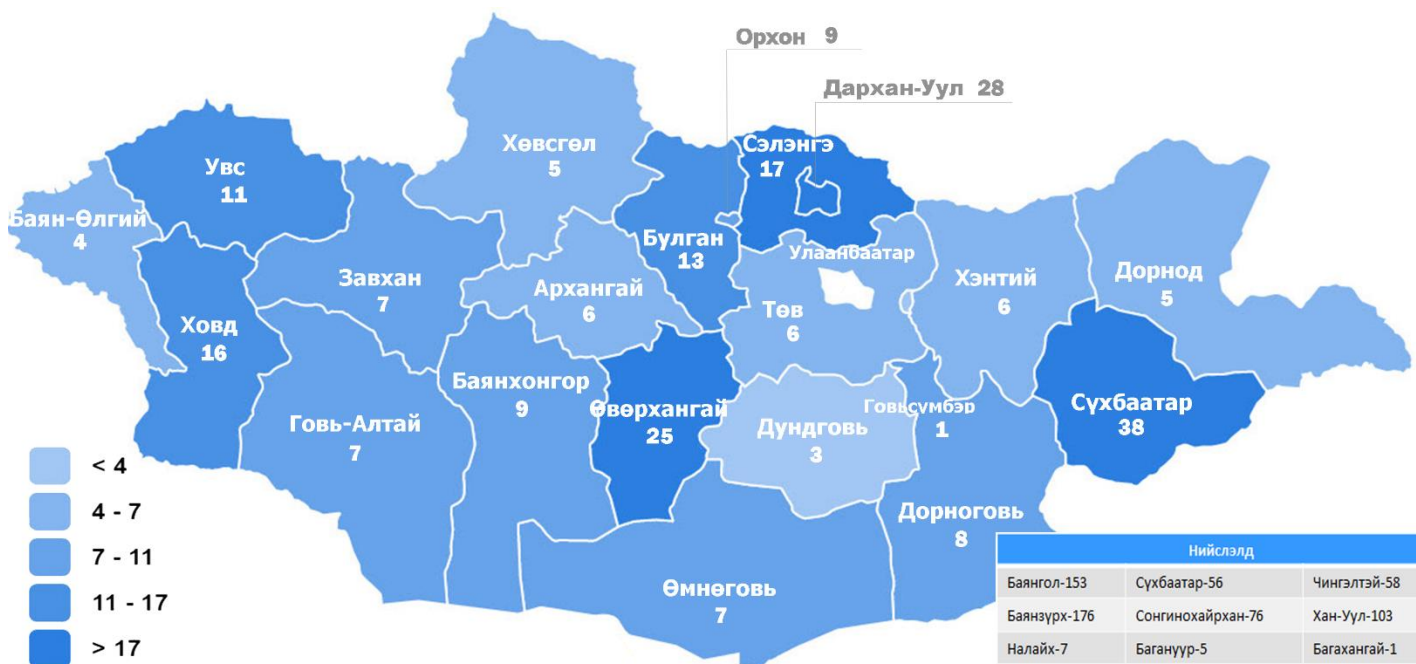 Орхон 9
Дархан-Уул 28
Хөвсгөл
5
Сэлэнгэ
17
Увс
11
Баян-Өлгий
4
Булган
13
Улаанбаатар
Завхан
7
Архангай
6
Төв
6
Хэнтий
6
Дорнод
5
Ховд
16
Баянхонгор
9
Өвөрхангай
25
Говь-Алтай
7
Дундговь
3
Говьсүмбэр
1
Сүхбаатар
38
Дорноговь
8
Өмнөговь
7
< 4
4 - 7
7 - 11
11 - 17
> 17
Нийслэлд
Баянгол-153 Сүхбаатар-56 Чингэлтэй-58
Баянзүрх-176 Сонгинохайрхан-76 Хан-Уул-103
Налайх-7 Багануур-5 Багахангай-1